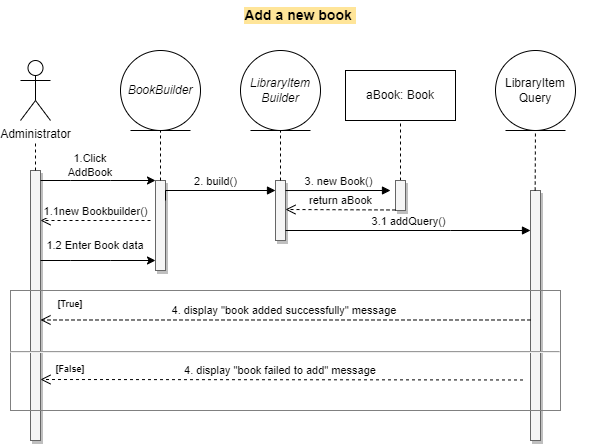 Add a new book
Administrator
BookBuilder
LibraryItem
Builder
aBook: Book
LibraryItem
Query
1.Click
AddBook
2. build()
3. new Book()
return aBook
1.1new Bookbuilder()
3.1 addQuery()
1.2 Enter Book data
[True]
4. display "book added successfully" message
[False]
4. display "book failed to add" message